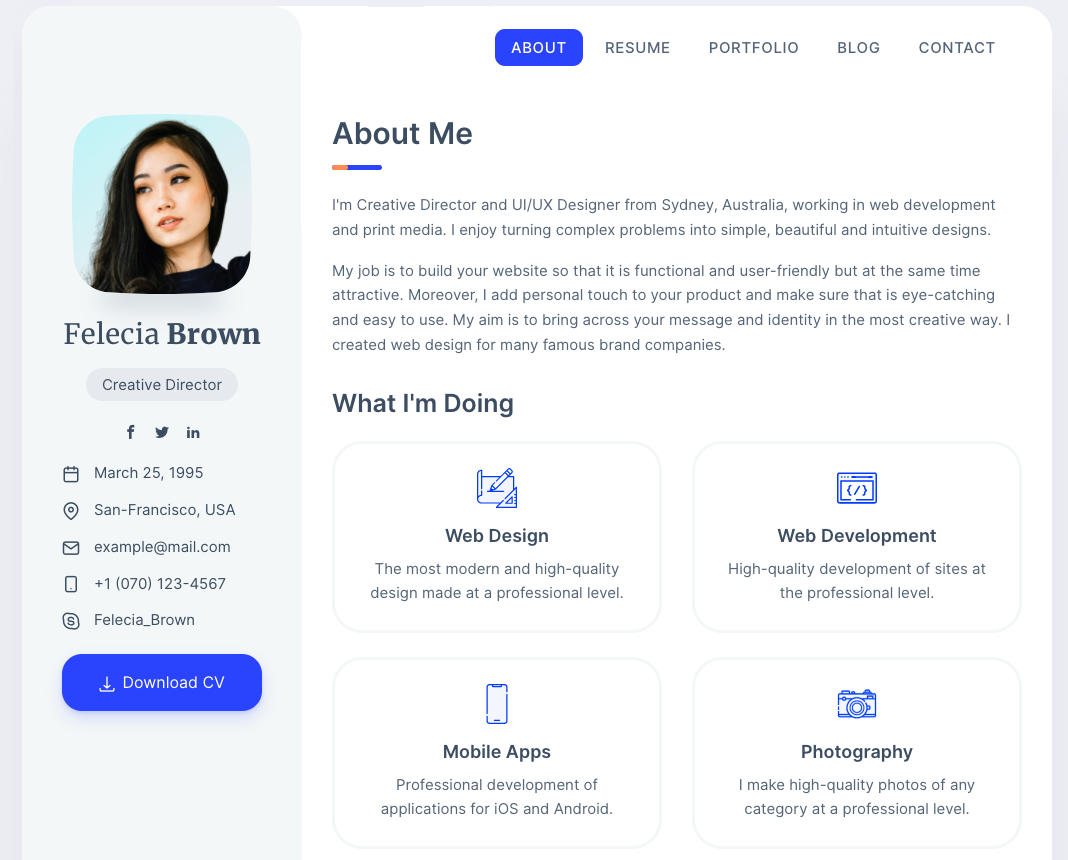 ABOUT RESUME PORTFOLIO BLOG CONTACT
Felecia Brown
Creative Director
March 25, 1995
San-Francisco, USA
example@mail.com
+1 (070) 123-4567
Felecia_Brown
Download CV
About Me
I'm Creative Director and UI/UX Designer from Sydney, Australia, working in web development
and print media. I enjoy turning complex problems into simple, beautiful and intuitive designs.
My job is to build your website so that it is functional and user-friendly but at the same time
attractive. Moreover, I add personal touch to your product and make sure that is eye-catching
and easy to use. My aim is to bring across your message and identity in the most creative way. I
created web design for many famous brand companies.
What I'm Doing
Web Design
The most modern and high-quality
design made at a professional level.
Web Development
High-quality development of sites at
the professional level.
Mobile Apps
Professional development of
applications for iOS and Android.
Photography
I make high-quality photos of any
category at a professional level.